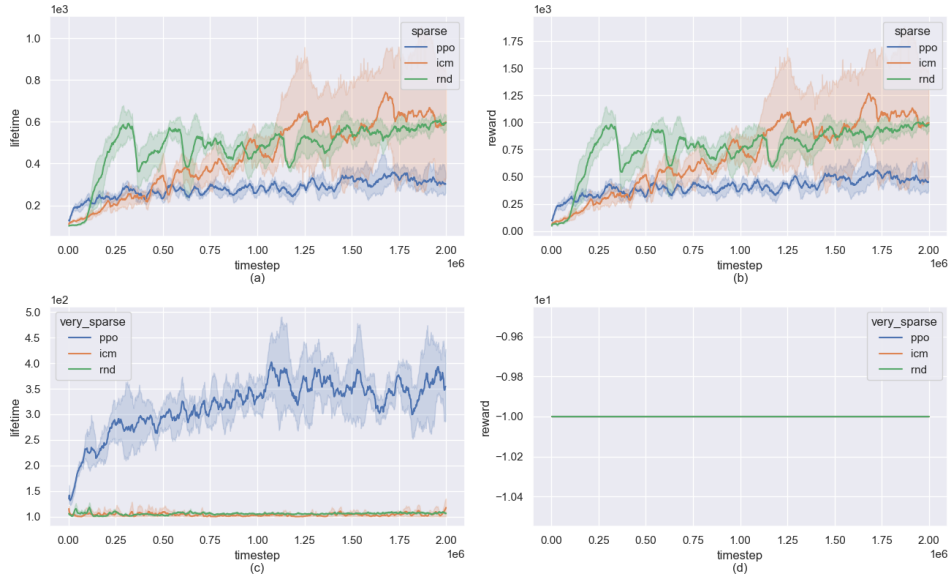 1e3
1.0
0.8
0.6
0.4
0.2
lifetime
sparse
ppo
icm
rnd
0.00 0.25 0.50 0.75 1.00 1.25 1.50 1.75 2.00
timestep
1e6
(a)
1e3
1.75
1.50
1.25
1.00
0.75
0.50
0.25
0.00
reward
sparse
ppo
icm
rnd
0.00 0.25 0.50 0.75 1.00 1.25 1.50 1.75 2.00
timestep
1e6
(b)
1e2
5.0
4.5
4.0
3.5
3.0
2.5
2.0
1.5
1.0
lifetime
very_sparse
ppo
icm
rnd
0.00 0.25 0.50 0.75 1.00 1.25 1.50 1.75 2.00
timestep
1e6
(c)
1e1
−0.96
−0.98
−1.00
−1.02
−1.04
reward
very_sparse
ppo
icm
rnd
0.00 0.25 0.50 0.75 1.00 1.25 1.50 1.75 2.00
timestep
1e6
(d)